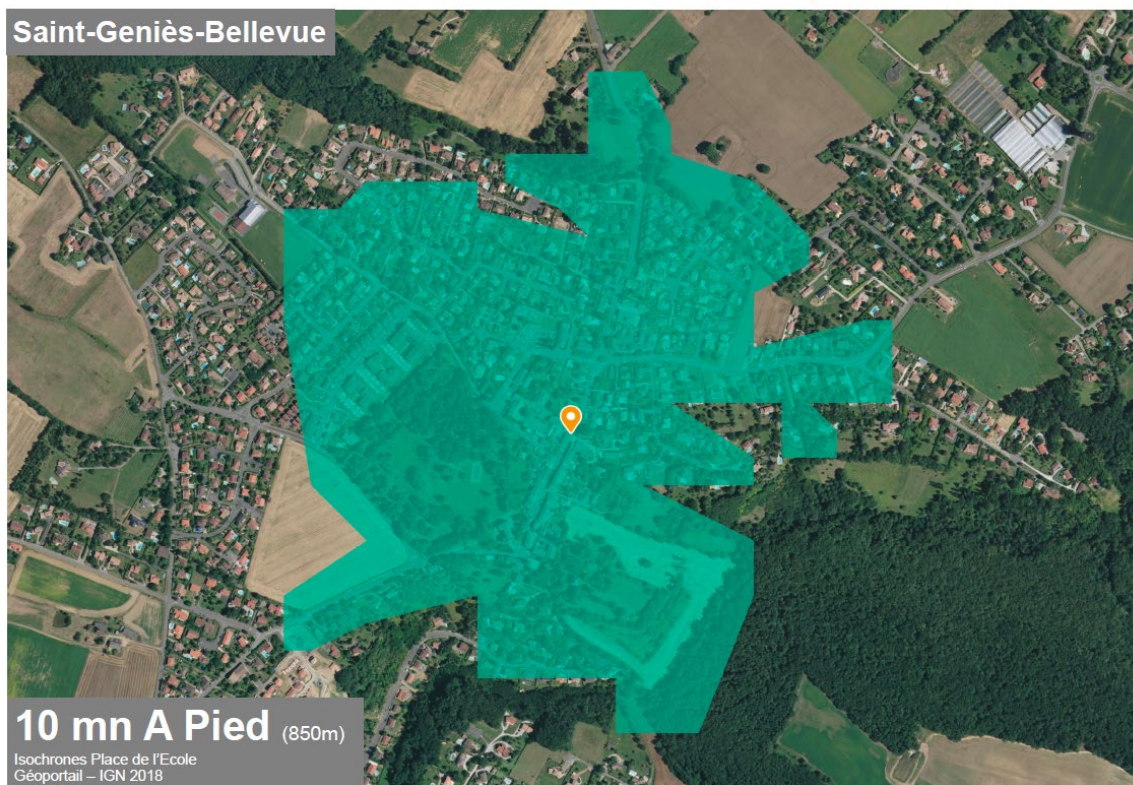 Saint-Geniès-Bellevue
10 mn A Pied (850m)
Isochrones Place de l'Ecole
Géoportail – IGN 2018